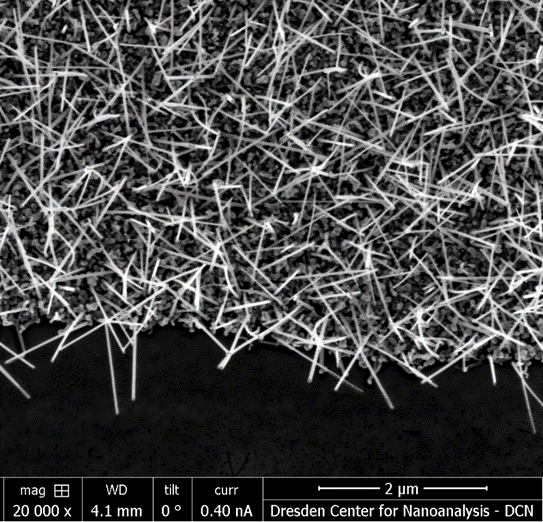 mag WD tilt curr 2 µm
20 000 x 4.1 mm 0 ° 0.40 nA Dresden Center for Nanoanalysis - DCN